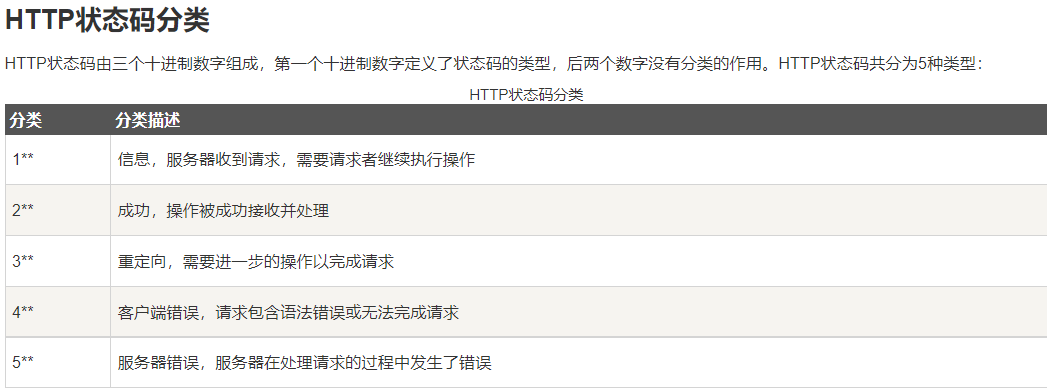 HTTP状态码分类
HTTP状态码由三个十进制数字组成，第一个十进制数字定义了状态码的类型，后两个数字没有分类的作用。HTTP状态码共分为5种类型：
HTTP状态码分类
分类 分类描述
1** 信息，服务器收到请求，需要请求者继续执行操作
2** 成功，操作被成功接收并处理
3** 重定向，需要进一步的操作以完成请求
4** 客户端错误，请求包含语法错误或无法完成请求
5** 服务器错误，服务器在处理请求的过程中发生了错误